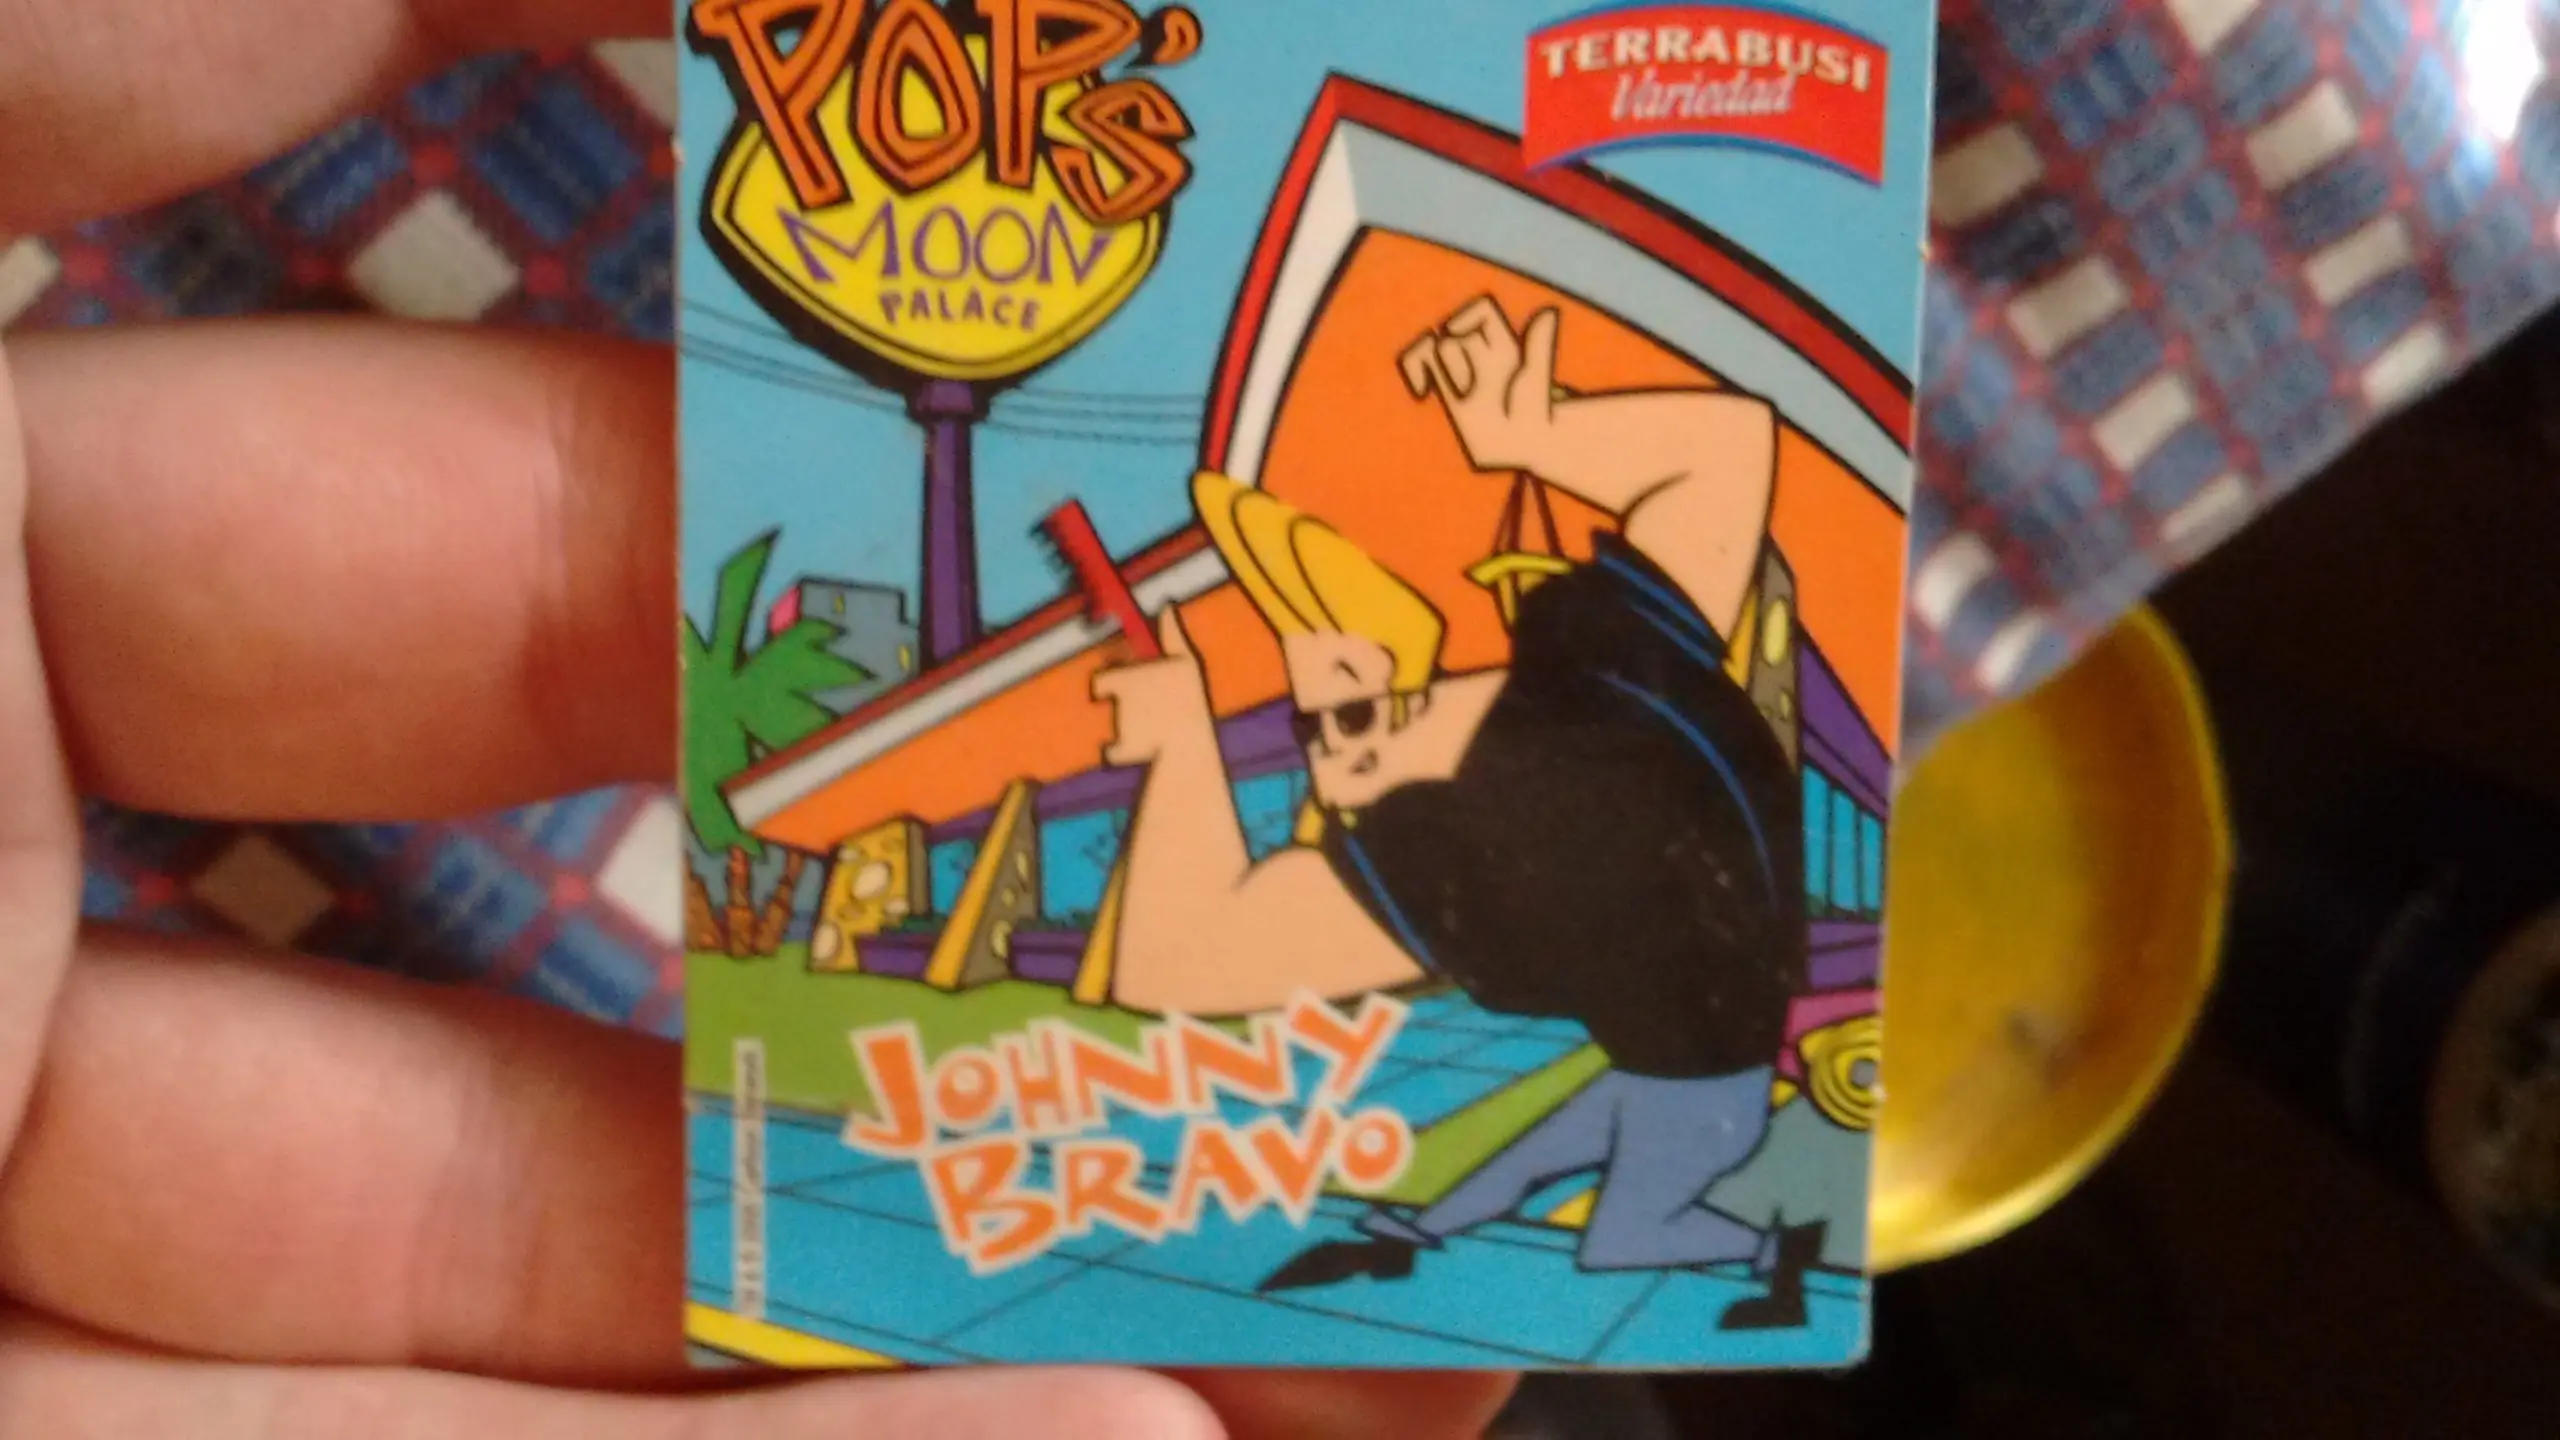 POP's
MOON
PALACE
TERRABUSI
Variedad
JOHNNY
BRAVO